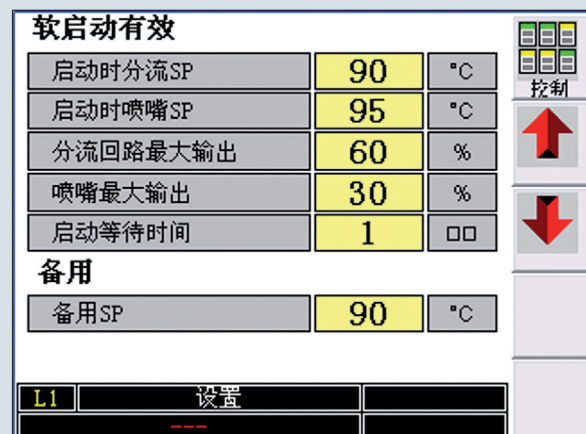 软启动有效
启动时分流SP 90 °C
启动时喷嘴SP 95 °C
分流回路最大输出 60 %
喷嘴最大输出 30 %
启动等待时间 1 □□
备用
备用SP 90 °C
控制
L1 设置
---